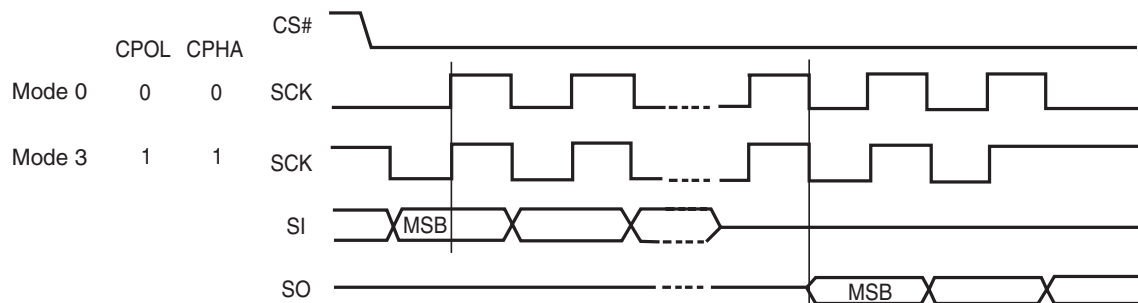 CS#
CPOL CPHA
Mode 0 0 0 SCK
Mode 3 1 1 SCK
SI MSB
SO MSB